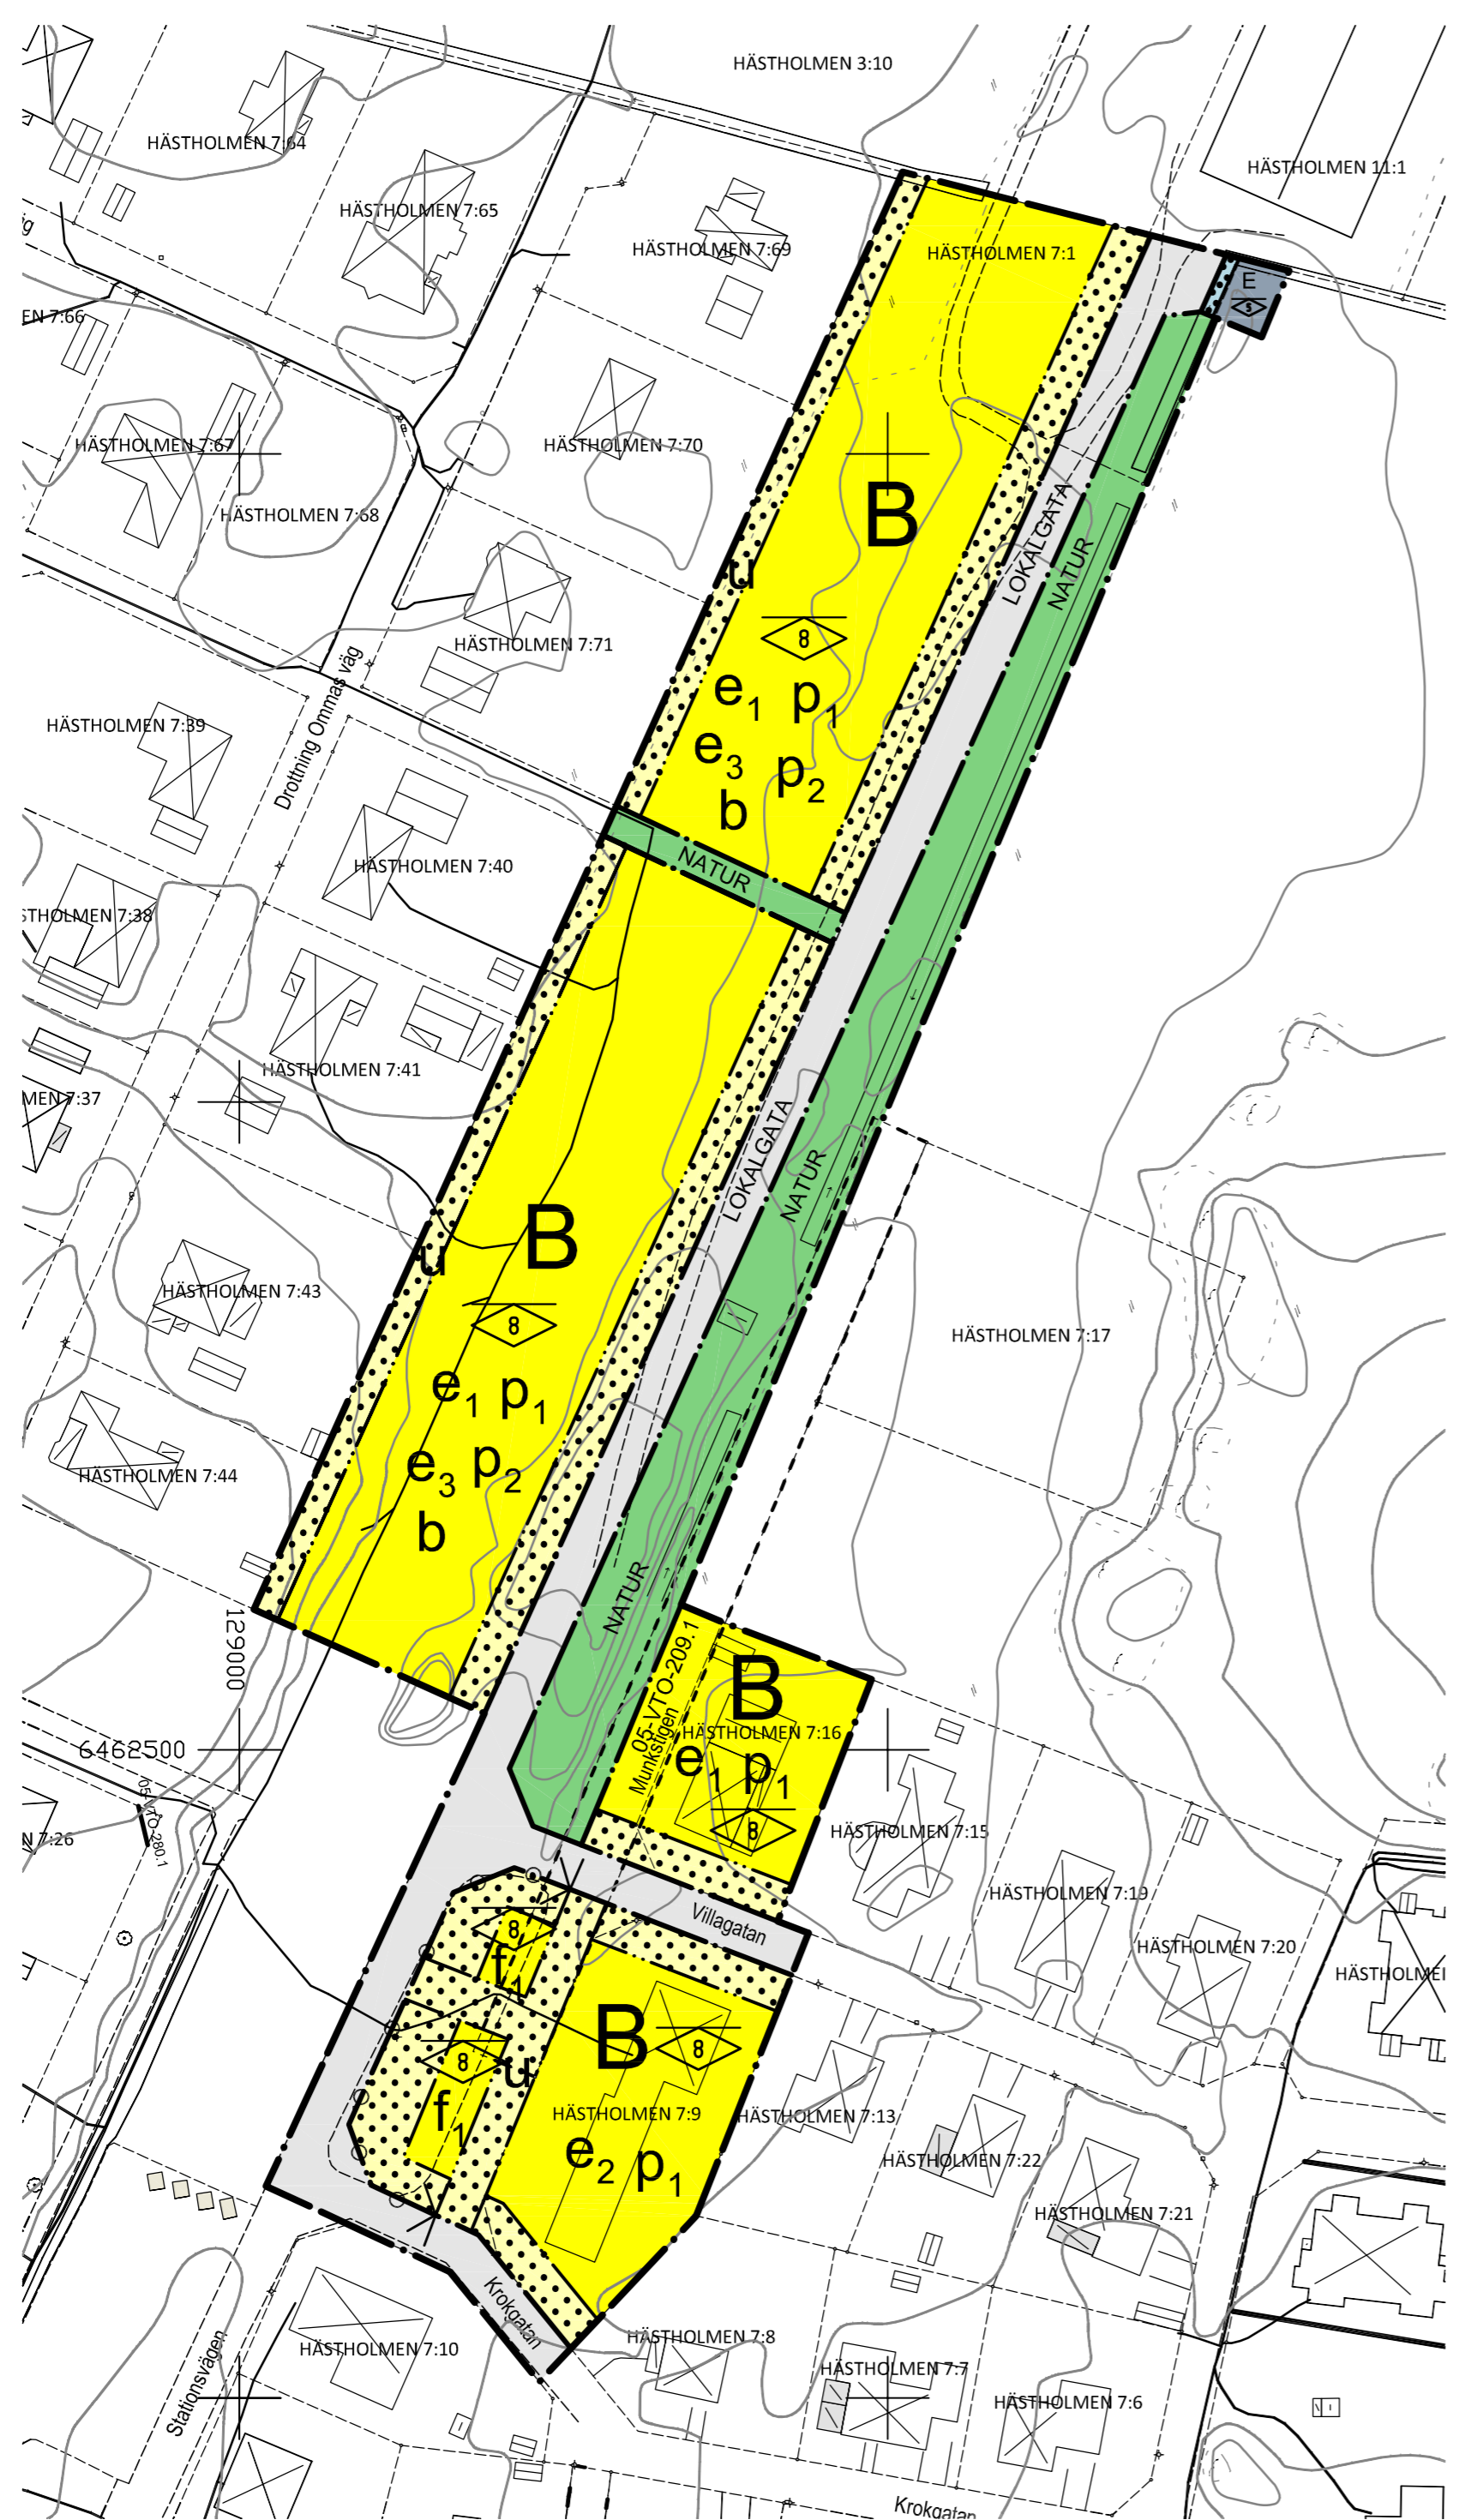 HÄSTHOLMEN 3:10
HÄSTHOLMEN 7:64
HÄSTHOLMEN 11:1
HÄSTHOLMEN 7:65
HÄSTHOLMEN 7:69
HÄSTHOLMEN 7:1
E
5
EN 7:66
HÄSTHOLMEN 7:67
HÄSTHOLMEN 7:70
HÄSTHOLMEN 7:68
B
LOKALGATA
NATUR
u
8
HÄSTHOLMEN 7:71
e1 p1
e3 p2
b
HÄSTHOLMEN 7:39
Drottning Ommas väg
HÄSTHOLMEN 7:40
NATUR
STHOLMEN 7:38
HÄSTHOLMEN 7:41
MEN 7:37
LOKALGATA
NATUR
B
u
HÄSTHOLMEN 7:43
8
HÄSTHOLMEN 7:17
e1 p1
e3 p2
b
HÄSTHOLMEN 7:44
NATUR
129000
6462500
05-VTO-209.1
Munkstigen
B
HÄSTHOLMEN 7:16
e1 p1
8
05-VTO-280.1
N 7:26
HÄSTHOLMEN 7:15
HÄSTHOLMEN 7:19
HÄSTHOLMEN 7:20
HÄSTHOLMEI
Villagatan
8
f1
B
8
8
u
f1
HÄSTHOLMEN 7:9
HÄSTHOLMEN 7:13
e2 p1
HÄSTHOLMEN 7:22
HÄSTHOLMEN 7:21
Krokgatan
HÄSTHOLMEN 7:10
HÄSTHOLMEN 7:8
HÄSTHOLMEN 7:7
HÄSTHOLMEN 7:6
Stationsvägen
Krokgatan